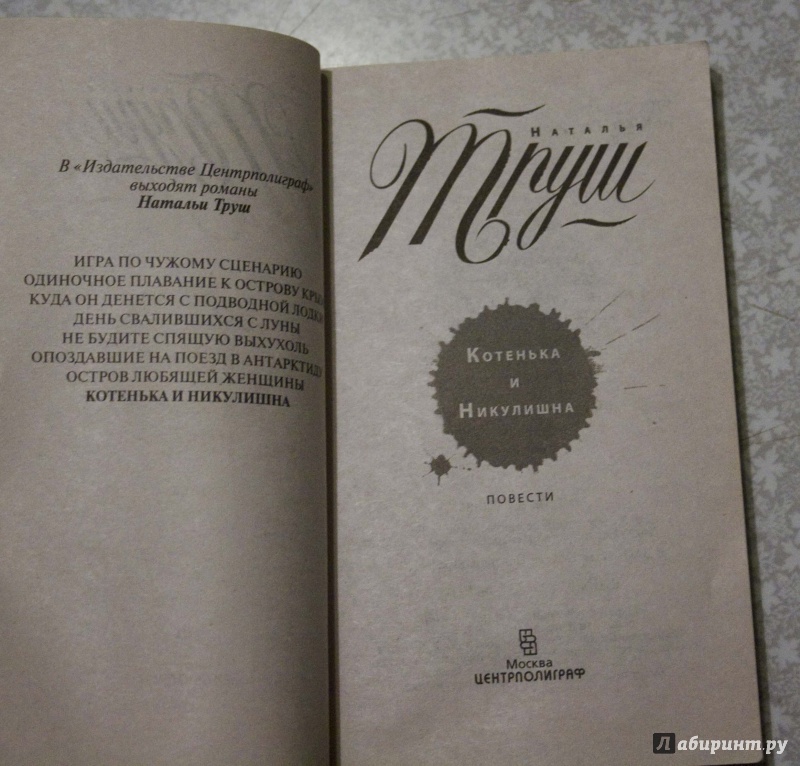 В «Издательстве Центрполиграф»
выходят романы
Натальи Труш
ИГРА ПО ЧУЖОМУ СЦЕНАРИЮ
ОДИНОЧНОЕ ПЛАВАНИЕ К ОСТРОВУ
КУДА ОН ДЕНЕТСЯ С ПОДВОДНОЙ ЛОДКИ
ДЕНЬ СВАЛИВШИХСЯ С ЛУНЫ
НЕ БУДИТЕ СПЯЩУЮ ВЫХУХОЛЬ
ОПОЗДАВШИЕ НА ПОЕЗД В АНТАРКТИДУ
ОСТРОВ ЛЮБЯЩЕЙ ЖЕНЩИНЫ
КОТЕНЬКА И НИКУЛИШНА
НАТАЛЬЯ
Труш
КОТЕНЬКА
И
НИКУЛИШНА
ПОВЕСТИ
Москва
ЦЕНТРПОЛИГРАФ
Лабиринт.ру